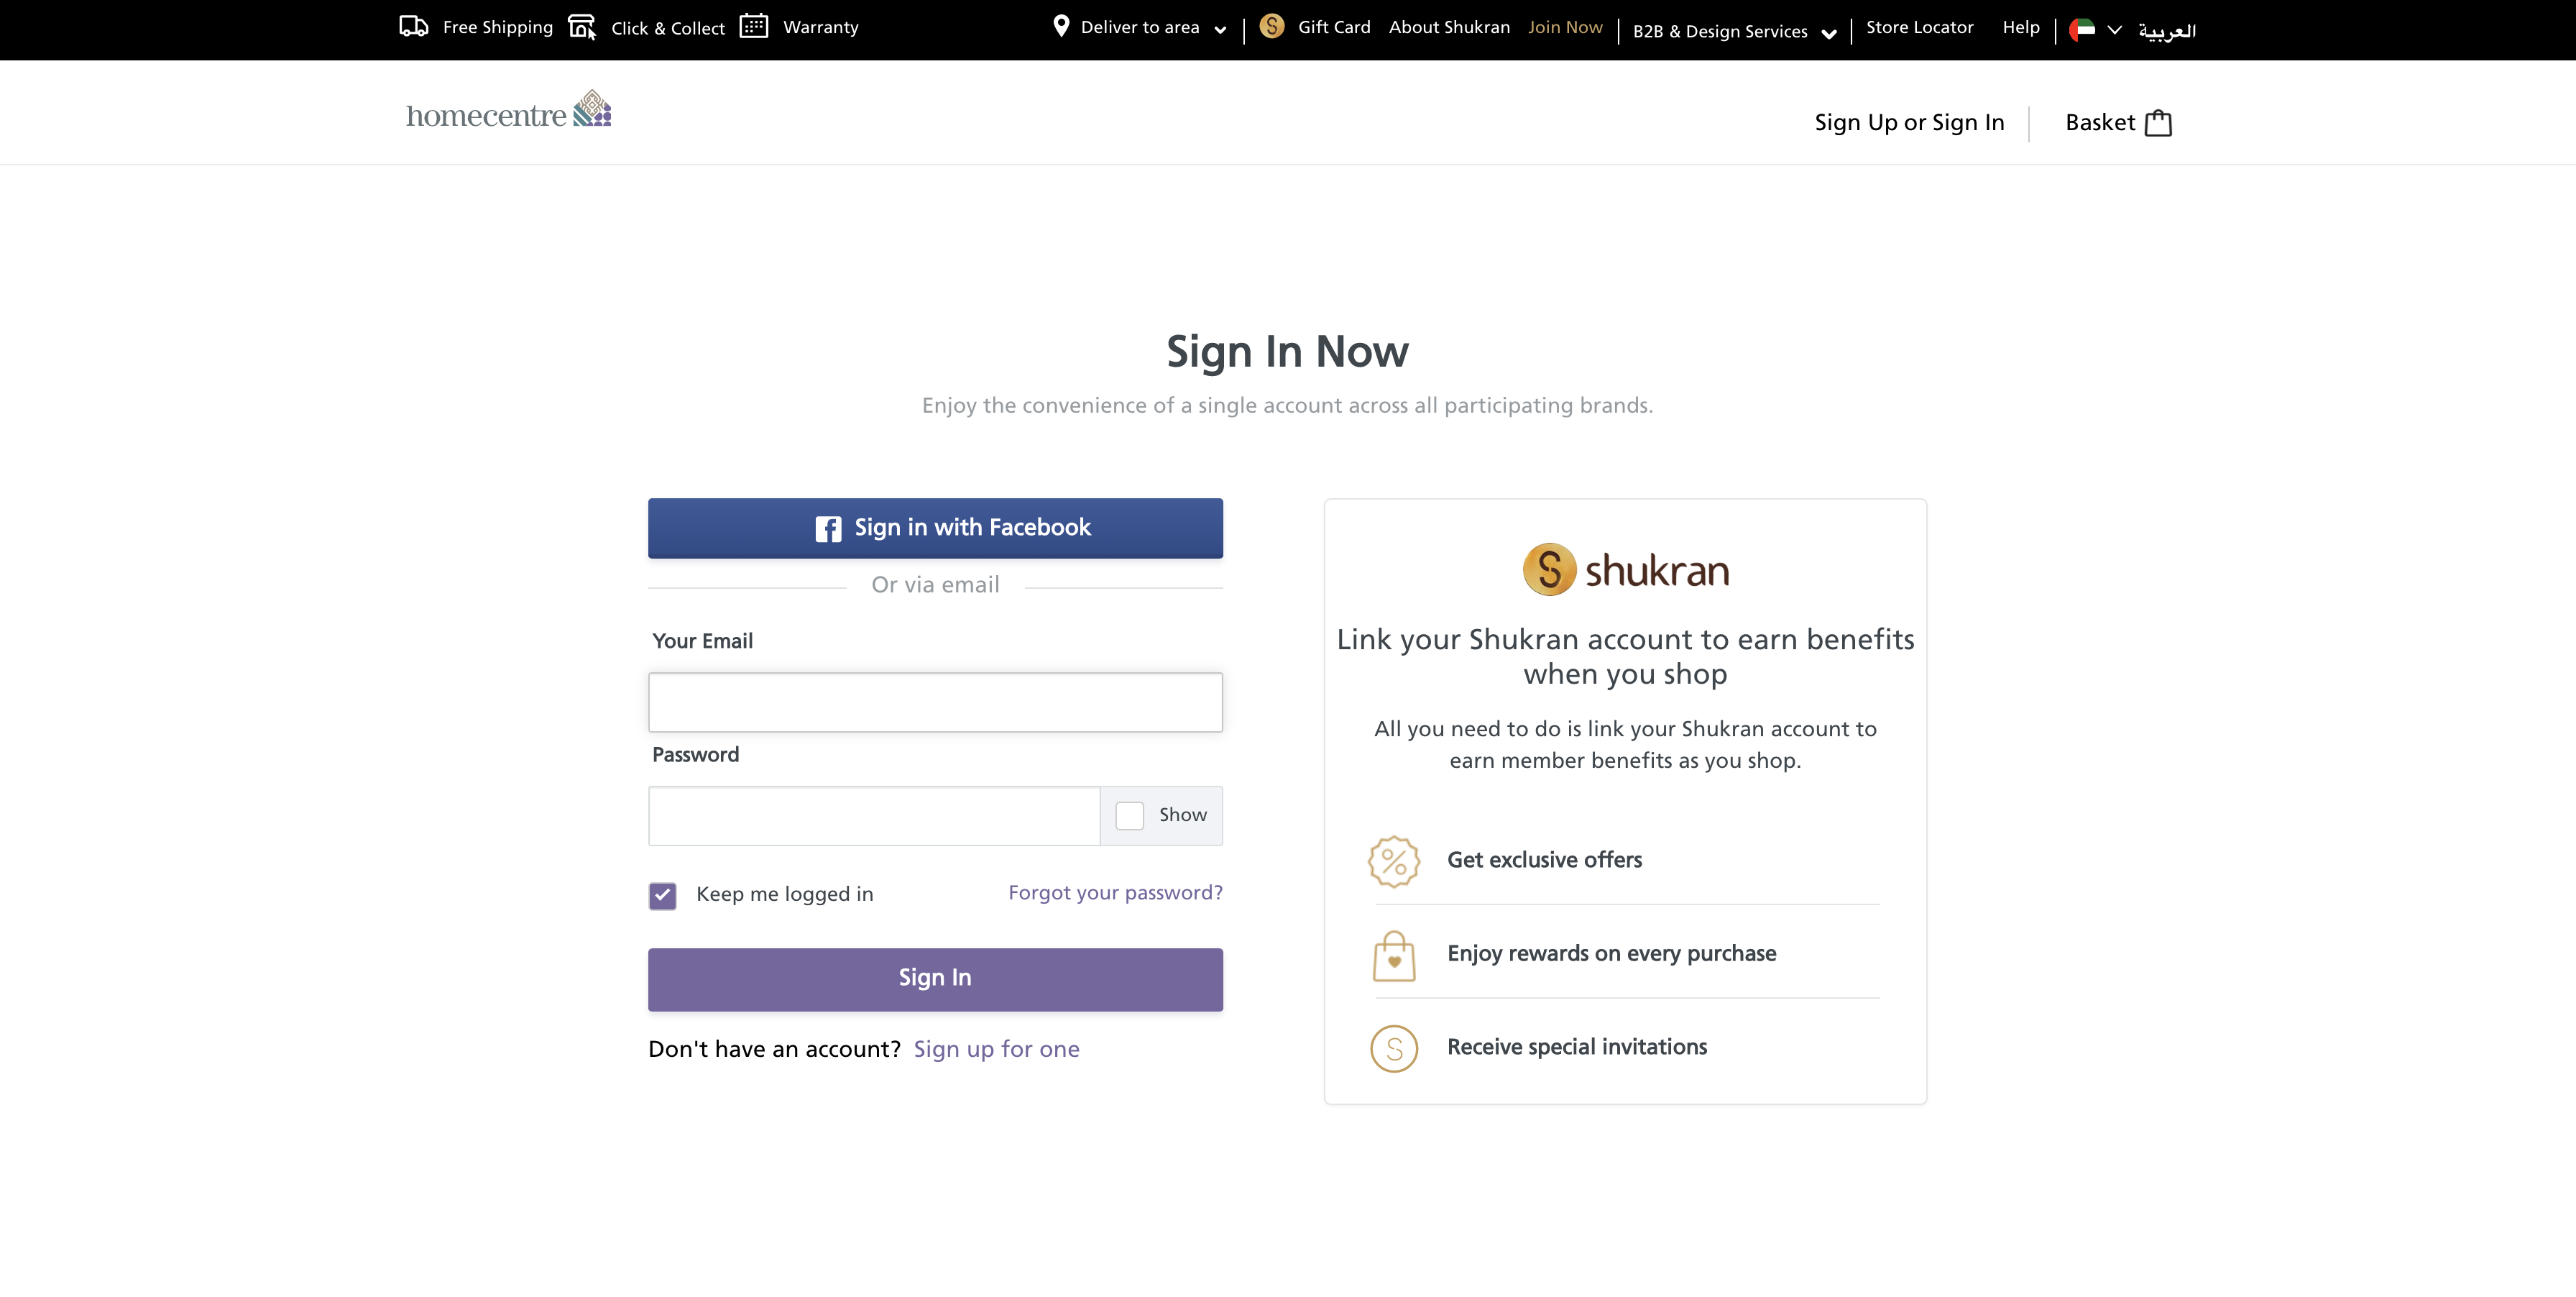 Free Shipping Click & Collect Warranty Deliver to area Gift Card About Shukran Join Now B2B & Design Services Store Locator Help العربية
homecentre
Sign Up or Sign In Basket
Sign In Now
Enjoy the convenience of a single account across all participating brands.
Sign in with Facebook
Or via email
Your Email
Password
Show
Keep me logged in Forgot your password?
Sign In
Don't have an account? Sign up for one
shukran
Link your Shukran account to earn benefits
when you shop
All you need to do is link your Shukran account to
earn member benefits as you shop.
Get exclusive offers
Enjoy rewards on every purchase
Receive special invitations